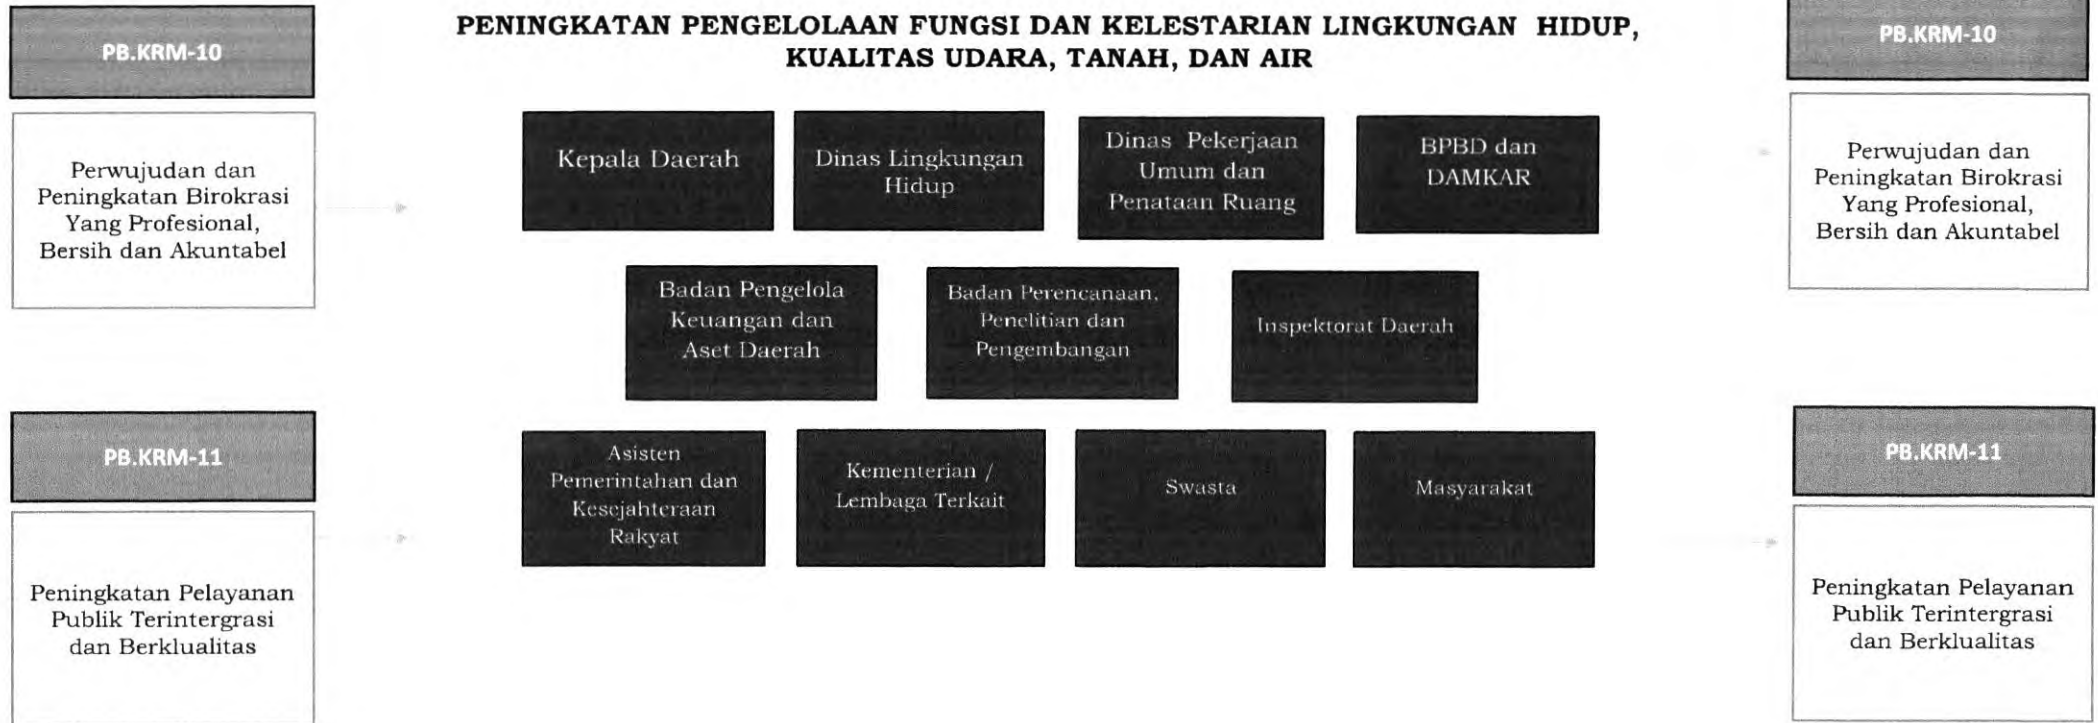 PENINGKATAN PENGELOLAAN FUNGSI DAN KELESTARIAN LINGKUNGAN HIDUP,
KUALITAS UDARA, TANAH, DAN AIR
PB.KRM-10
Perwujudan dan
Peningkatan Birokrasi
Yang Profesional,
Bersih dan Akuntabel
PB.KRM-11
Peningkatan Pelayanan
Publik Terintergrasi
dan Berklualitas
Kepala Daerah
Dinas Lingkungan
Hidup
Dinas Pekerjaan
Umum dan
Penataan Ruang
BPBD dan
DAMKAR
Badan Pengelola
Keuangan dan
Aset Daerah
Badan Perencanaan,
Penelitian dan
Pengembangan
Inspektorat Daerah
Asisten
Pemerintahan dan
Kesejahteraan
Rakyat
Kementerian /
Lembaga Terkait
Swasta
Masyarakat
PB.KRM-10
Perwujudan dan
Peningkatan Birokrasi
Yang Profesional,
Bersih dan Akuntabel
PB.KRM-11
Peningkatan Pelayanan
Publik Terintergrasi
dan Berklualitas